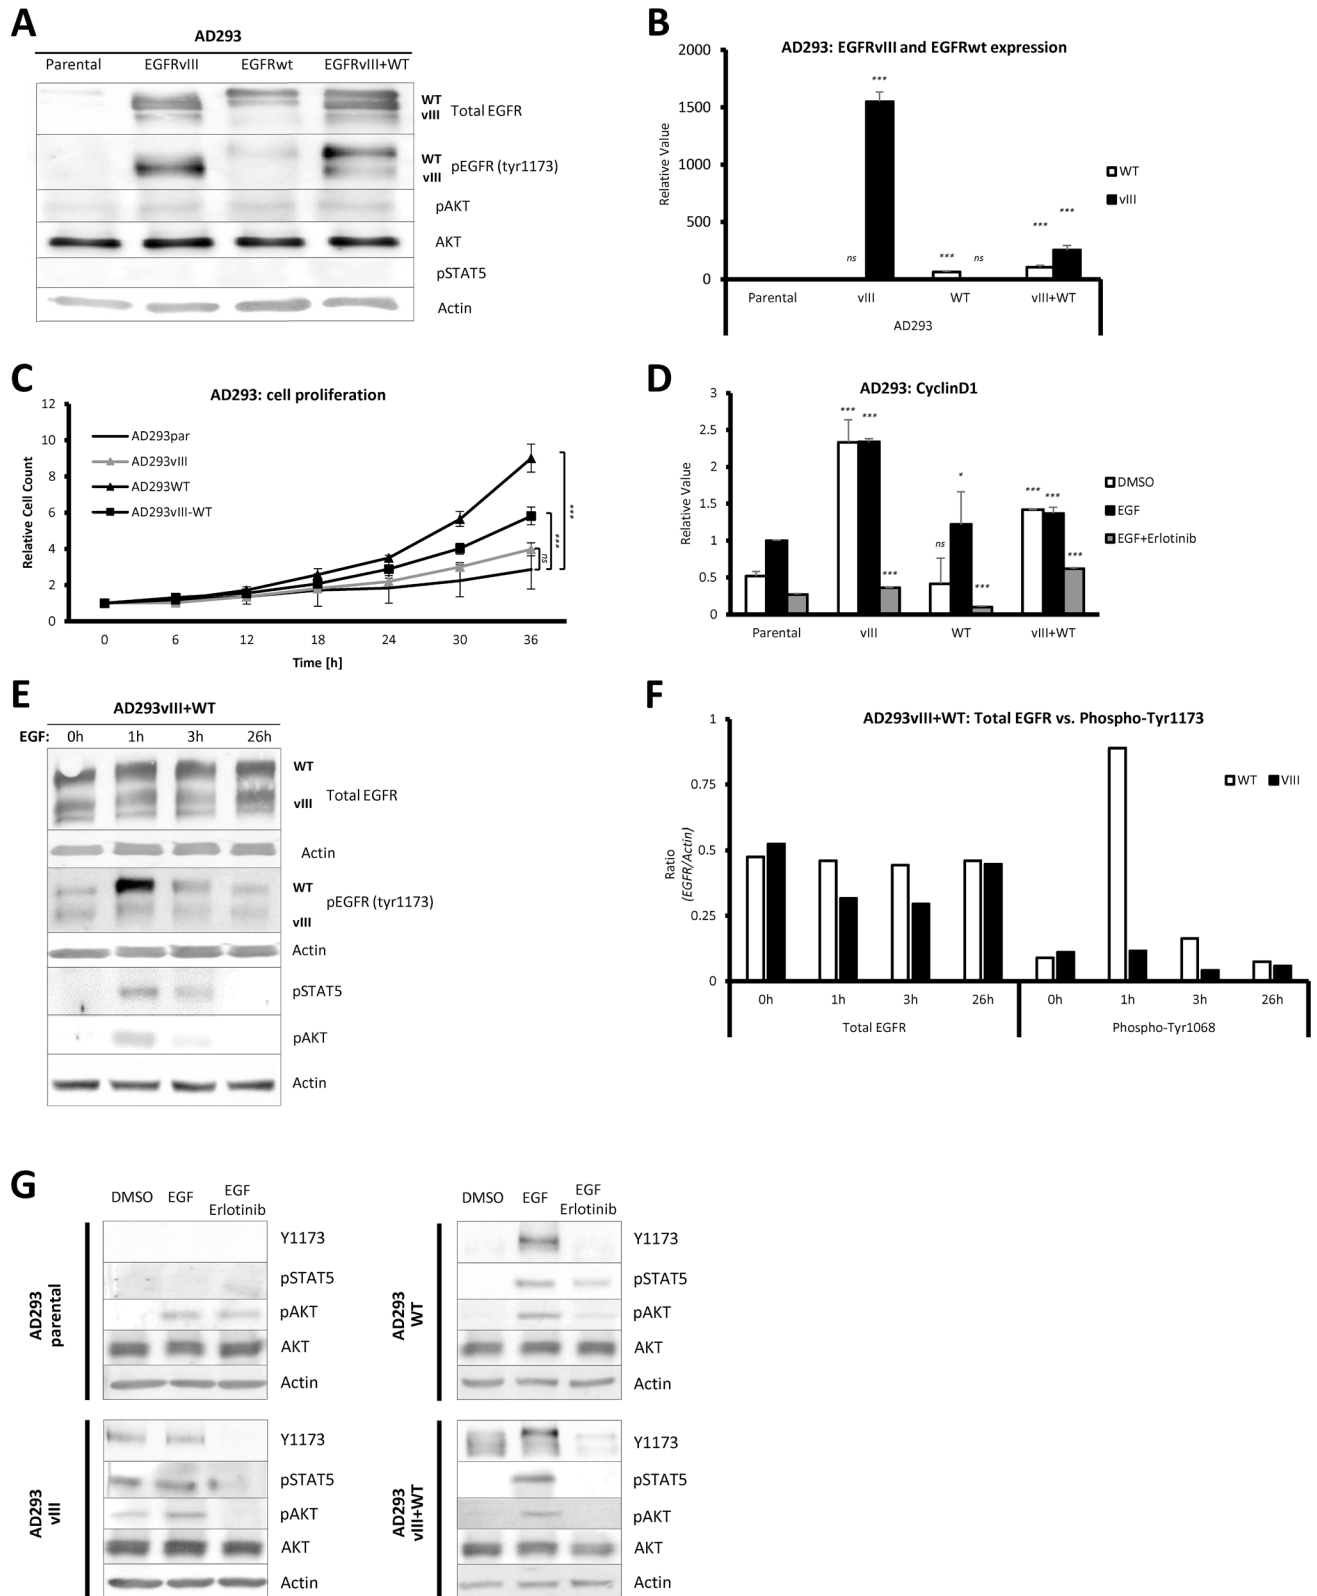 A
AD293
Parental EGFRvIII EGFRwt EGFRvIII+WT
WT
vIII
Total EGFR
WT
vIII
pEGFR (tyr1173)
pAKT
AKT
pSTAT5
Actin
B
AD293: EGFRvIII and EGFRwt expression
Relative Value
2000
1500
1000
500
0
***
ns
***
ns
***
***
WT
vIII
Parental vIII WT vIII+WT
AD293
C
AD293: cell proliferation
Relative Cell Count
12
10
8
6
4
2
0
AD293par
AD293vIII
AD293WT
AD293vIII-WT
ns
***
***
0 6 12 18 24 30 36
Time [h]
D
AD293: CyclinD1
Relative Value
3
2.5
2
1.5
1
0.5
0
*** ***
***
ns
*
***
*** ***
***
DMSO
EGF
EGF+Erlotinib
Parental vIII WT vIII+WT
E
AD293vIII+WT
EGF: 0h 1h 3h 26h
WT
vIII
Total EGFR
Actin
WT
pEGFR (tyr1173)
vIII
Actin
pSTAT5
pAKT
Actin
F
AD293vIII+WT: Total EGFR vs. Phospho-Tyr1173
Ratio
(EGFR/Actin)
1
0.75
0.5
0.25
0
WT VIII
0h 1h 3h 26h 0h 1h 3h 26h
Total EGFR Phospho-Tyr1068
G
DMSO EGF EGF
Erlotinib
AD293
parental
Y1173
pSTAT5
pAKT
AKT
Actin
DMSO EGF EGF
Erlotinib
AD293
WT
Y1173
pSTAT5
pAKT
AKT
Actin
AD293
vIII
Y1173
pSTAT5
pAKT
AKT
Actin
AD293
vIII+WT
Y1173
pSTAT5
pAKT
AKT
Actin